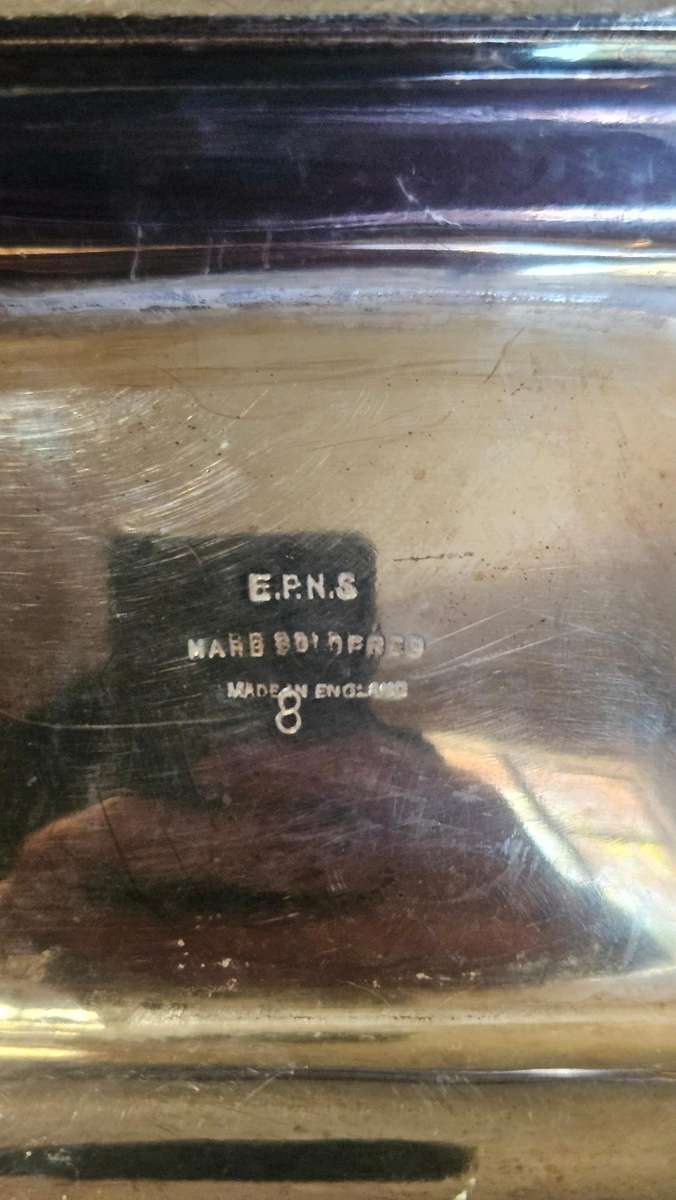 E.P.N.S
HARD SOLDERED
MADE IN ENGLAND
8